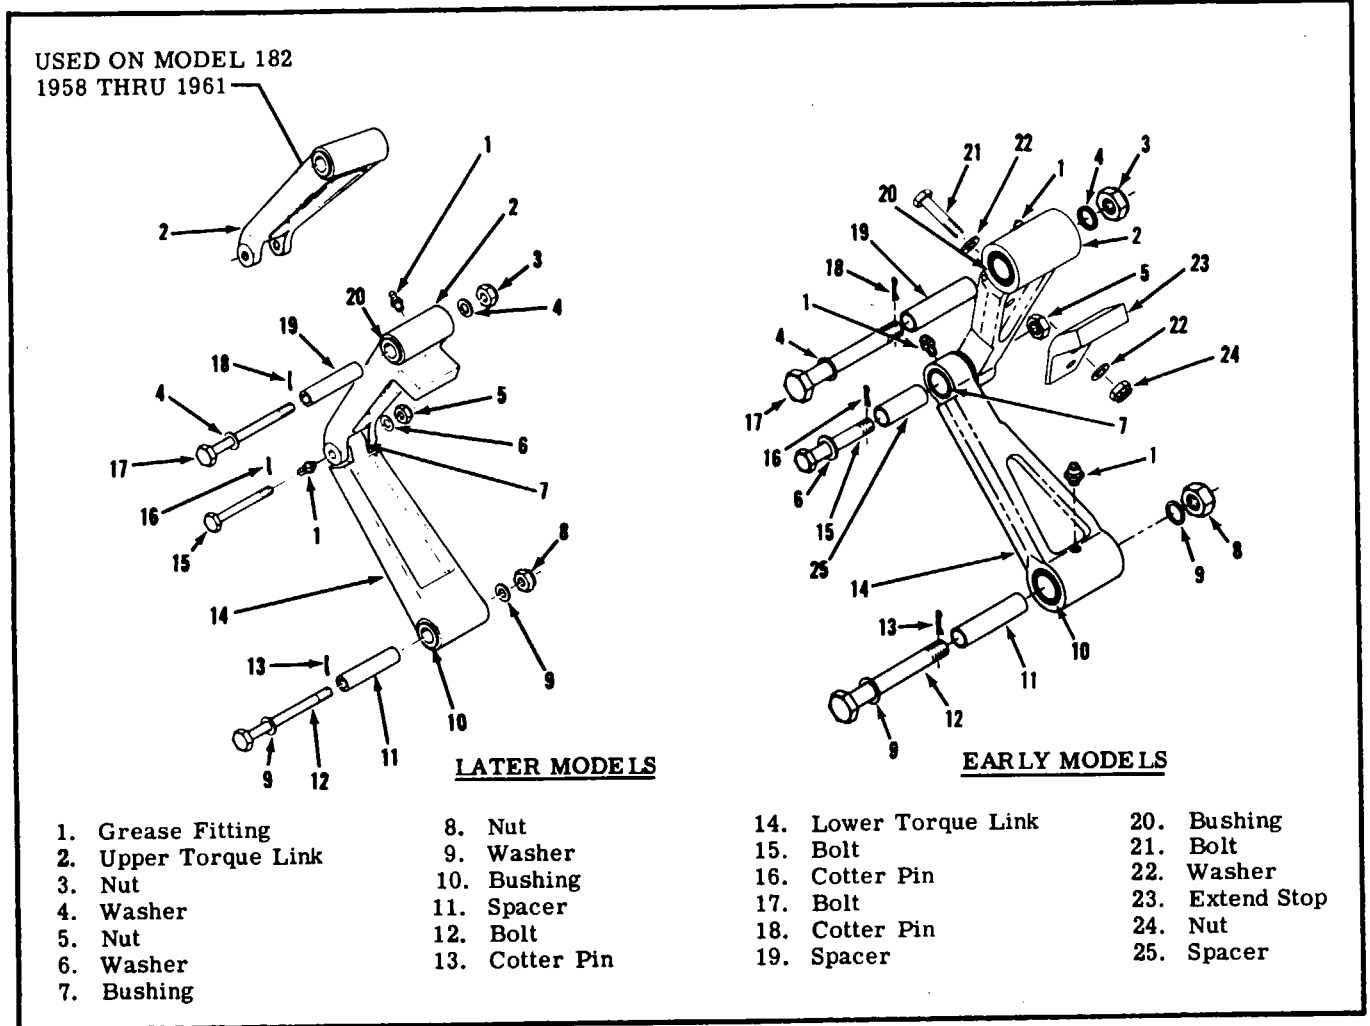 USED ON MODEL 182
1958 THRU 1961
1
2
2
3
4
20
19
18
4
17
16
15
1
5
6
7
8
14
9
13
10
11
12
9
LATER MODELS
21
22
1
4
3
20
2
19
5
23
18
1
4
22
24
17
7
16
6
15
25
1
14
9
8
13
10
11
12
9
EARLY MODELS
1. Grease Fitting
2. Upper Torque Link
3. Nut
4. Washer
5. Nut
6. Washer
7. Bushing
8. Nut
9. Washer
10. Bushing
11. Spacer
12. Bolt
13. Cotter Pin
14. Lower Torque Link
15. Bolt
16. Cotter Pin
17. Bolt
18. Cotter Pin
19. Spacer
20. Bushing
21. Bolt
22. Washer
23. Extend Stop
24. Nut
25. Spacer